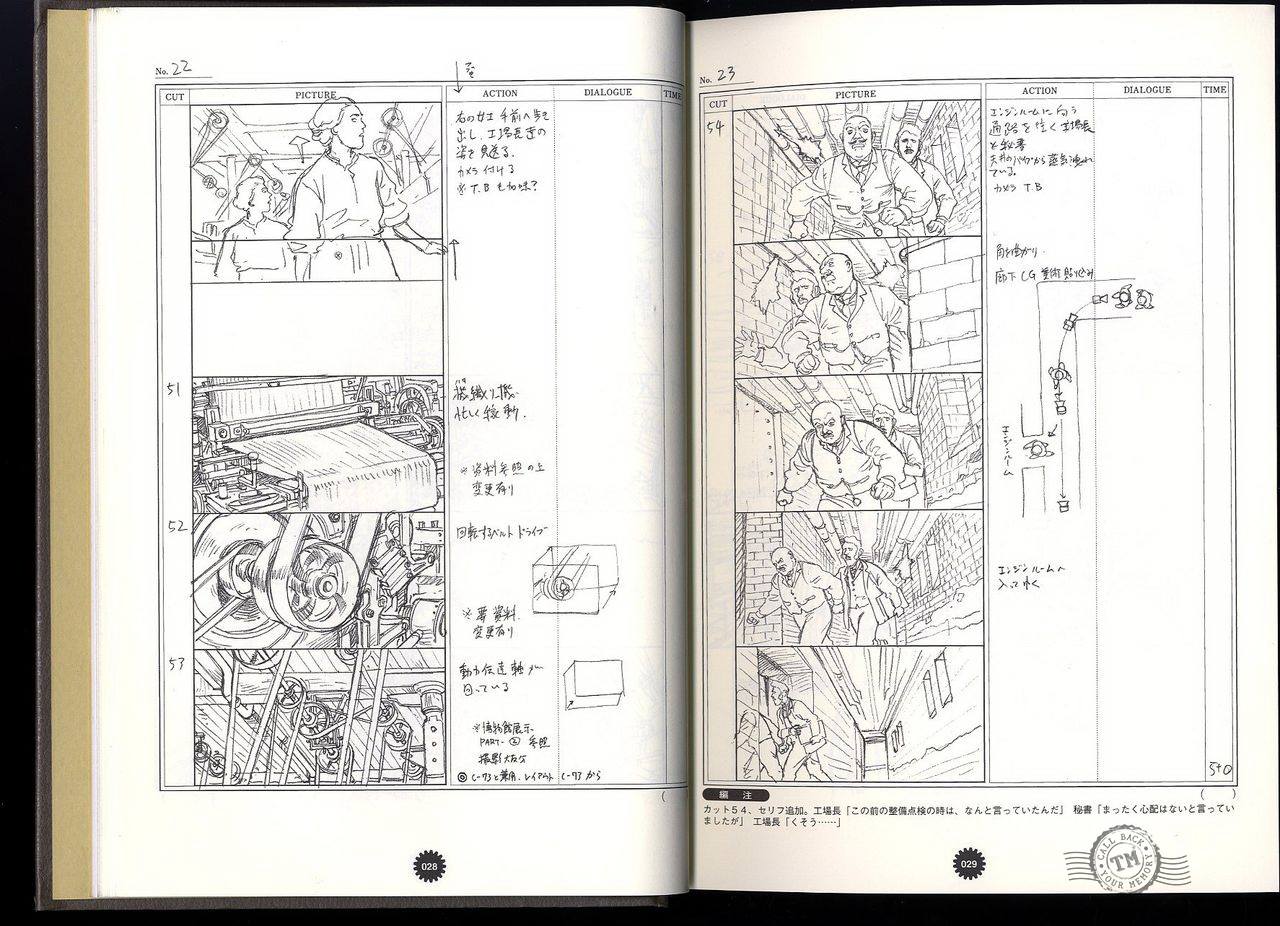 No. 22
CUT PICTURE ACTION DIALOGUE TIME
右の女工 手前へ歩き
出し、工場長達の
姿を見送る。
カメラ付ける
※ T.B も加味?
51
機織り機
忙しく稼動。
※ 資料参照の上
変更有り
52
回転するベルトドライブ
※ 要資料
変更有り
53
動力伝達軸が
回っている
※博物館展示
PART-② 参照
◎ C-73と兼用。レイアウト C-73 から
028
No. 23
CUT PICTURE ACTION DIALOGUE TIME
54
エンジンルームに向う
通路を往く工場長
と秘書
天井のパイプから蒸気漏れ
ている。
カメラ T.B
角を曲がり
廊下 CG 美術貼り込み
エンジンルーム
エンジンルームへ
入ってゆく
5+0
( )
編 注
カット54、セリフ追加。工場長「この前の整備点検の時は、なんと言っていたんだ」 秘書「まったく心配はないと言ってい
ましたが」 工場長「くそう……」
029
CALL BACK
TM
YOUR MEMORY